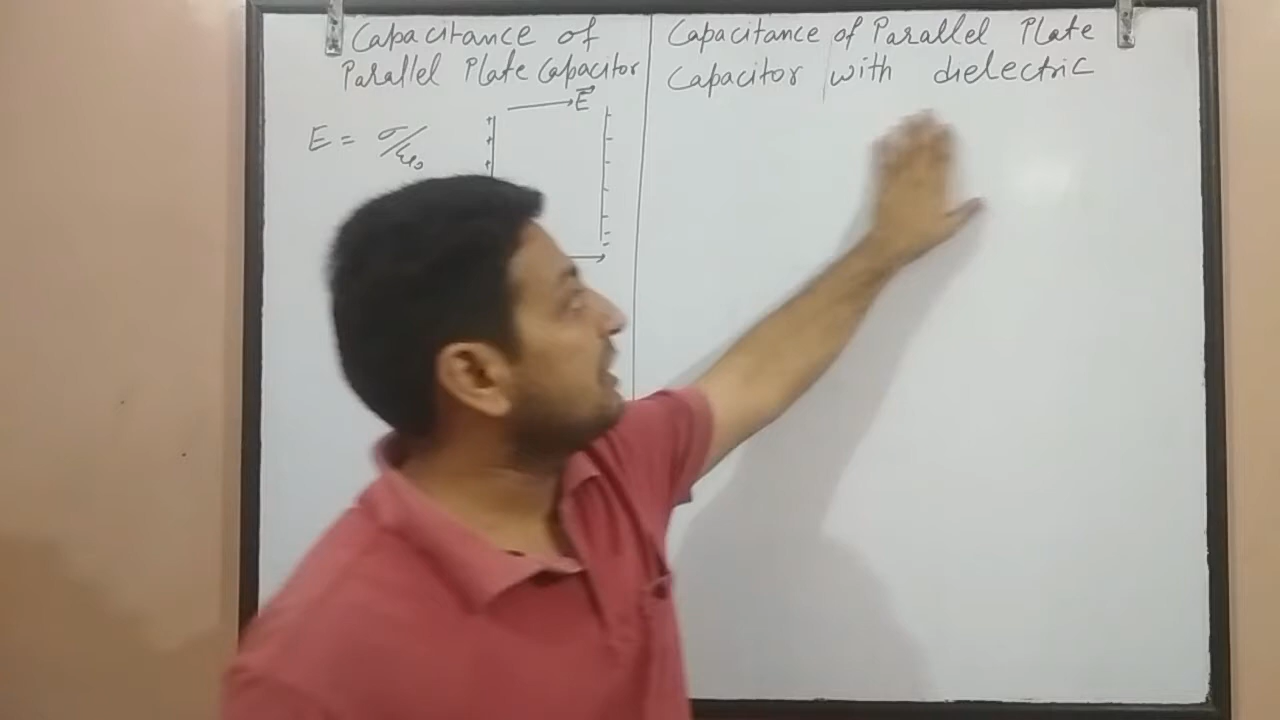 Capacitance of
Parallel Plate Capacitor
E⃗
E = σ/ε₀
Capacitance of Parallel Plate
Capacitor with dielectric